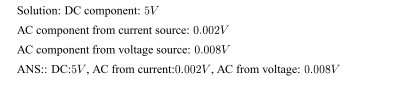 Solution: DC component: 5V
AC component from current source: 0.002V
AC component from voltage source: 0.008V
ANS:: DC:5V, AC from current:0.002V, AC from voltage: 0.008V